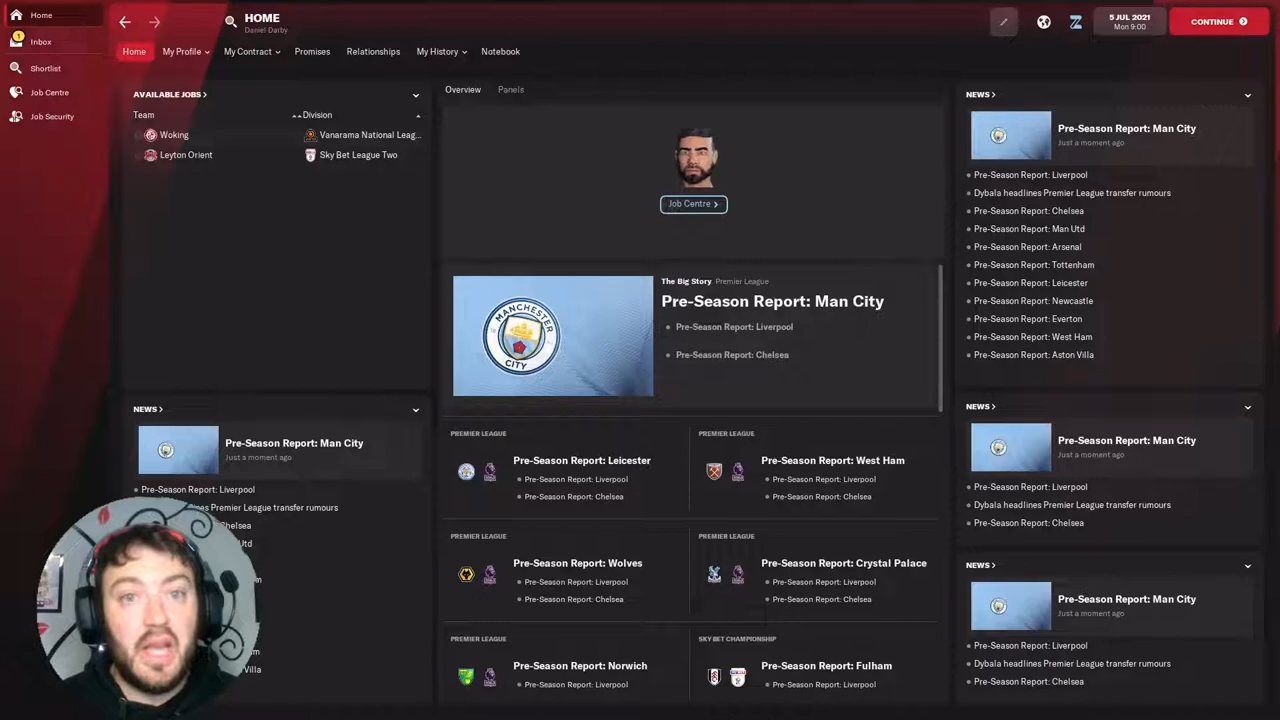 Home
1
Inbox
Shortlist
Job Centre
Job Security
HOME
Daniel Darby
5 JUL 2021
Mon 9:00
CONTINUE
Home
My Profile
My Contract
Promises
Relationships
My History
Notebook
AVAILABLE JOBS
Team
Division
Woking
Vanarama National Leag...
Leyton Orient
Sky Bet League Two
NEWS
Pre-Season Report: Man City
Just a moment ago
Pre-Season Report: Liverpool
nes Premier League transfer rumours
Chelsea
Utd
Villa
Overview
Panels
Job Centre
MANCHESTER
CITY
The Big Story Premier League
Pre-Season Report: Man City
Pre-Season Report: Liverpool
Pre-Season Report: Chelsea
PREMIER LEAGUE
Pre-Season Report: Leicester
Pre-Season Report: Liverpool
Pre-Season Report: Chelsea
PREMIER LEAGUE
Pre-Season Report: West Ham
Pre-Season Report: Liverpool
Pre-Season Report: Chelsea
PREMIER LEAGUE
Pre-Season Report: Wolves
Pre-Season Report: Liverpool
Pre-Season Report: Chelsea
PREMIER LEAGUE
Pre-Season Report: Crystal Palace
Pre-Season Report: Liverpool
Pre-Season Report: Chelsea
PREMIER LEAGUE
Pre-Season Report: Norwich
Pre-Season Report: Liverpool
SKY BET CHAMPIONSHIP
Pre-Season Report: Fulham
Pre-Season Report: Liverpool
NEWS
Pre-Season Report: Man City
Just a moment ago
Pre-Season Report: Liverpool
Dybala headlines Premier League transfer rumours
Pre-Season Report: Chelsea
Pre-Season Report: Man Utd
Pre-Season Report: Arsenal
Pre-Season Report: Tottenham
Pre-Season Report: Leicester
Pre-Season Report: Newcastle
Pre-Season Report: Everton
Pre-Season Report: West Ham
Pre-Season Report: Aston Villa
NEWS
Pre-Season Report: Man City
Just a moment ago
Pre-Season Report: Liverpool
Dybala headlines Premier League transfer rumours
Pre-Season Report: Chelsea
NEWS
Pre-Season Report: Man City
Just a moment ago
Pre-Season Report: Liverpool
Dybala headlines Premier League transfer rumours
Pre-Season Report: Chelsea